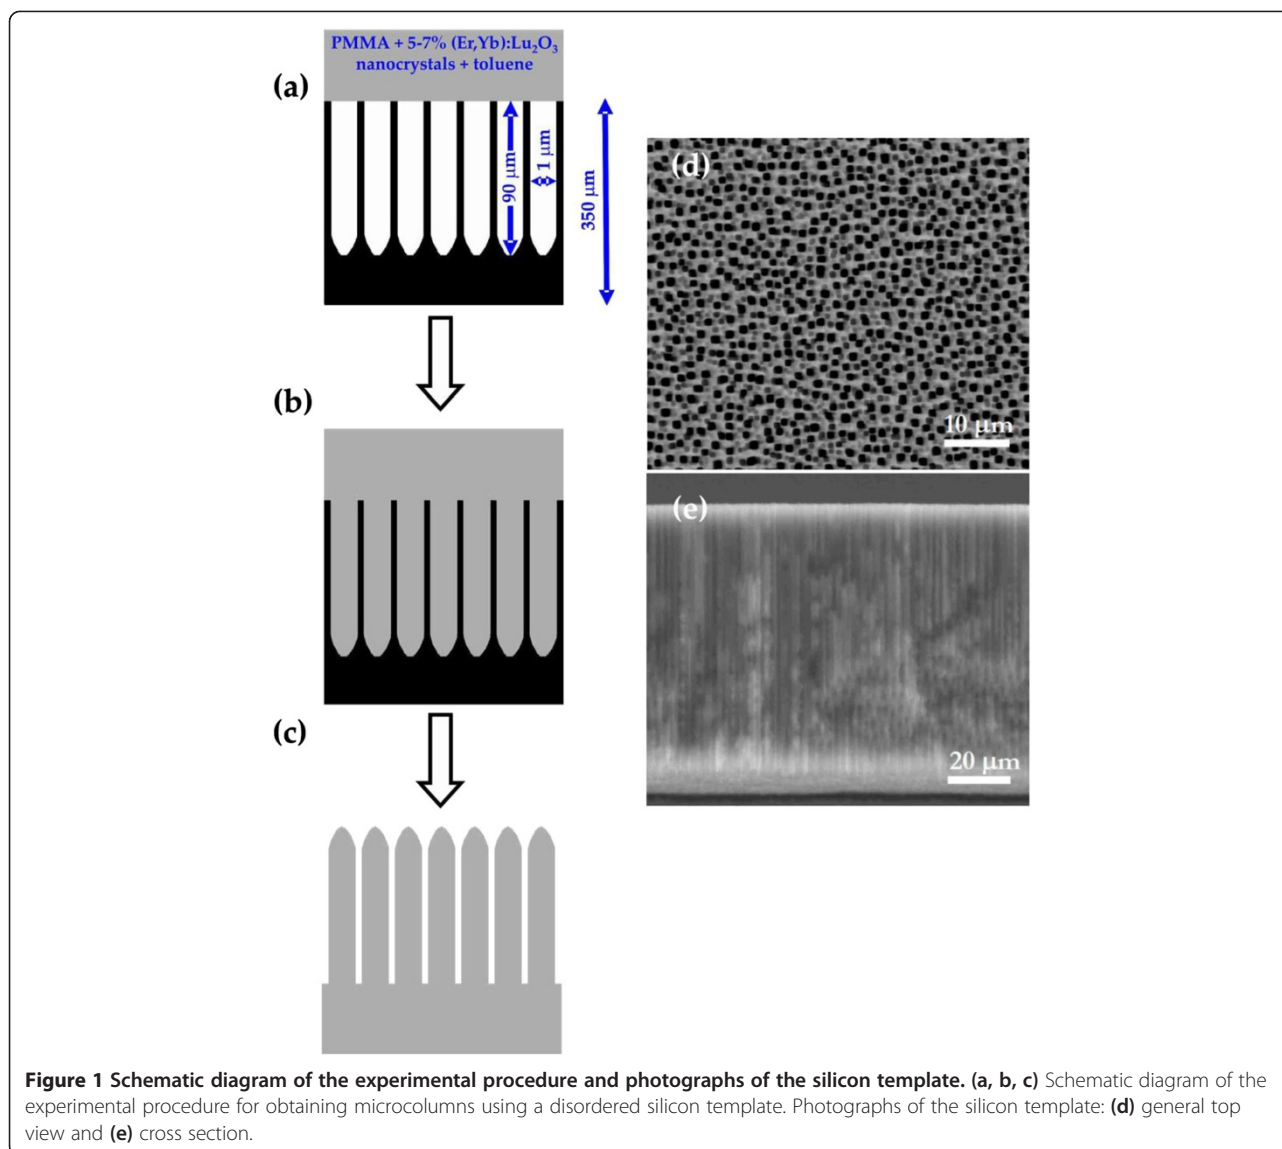 PMMA + 5-7% (Er,Yb):Lu₂O₃
nanocrystals + toluene
(a)
90 μm
1 μm
350 μm
(b)
(c)
(d)
10 μm
(e)
20 μm
Figure 1 Schematic diagram of the experimental procedure and photographs of the silicon template. (a, b, c) Schematic diagram of the
experimental procedure for obtaining microcolumns using a disordered silicon template. Photographs of the silicon template: (d) general top
view and (e) cross section.